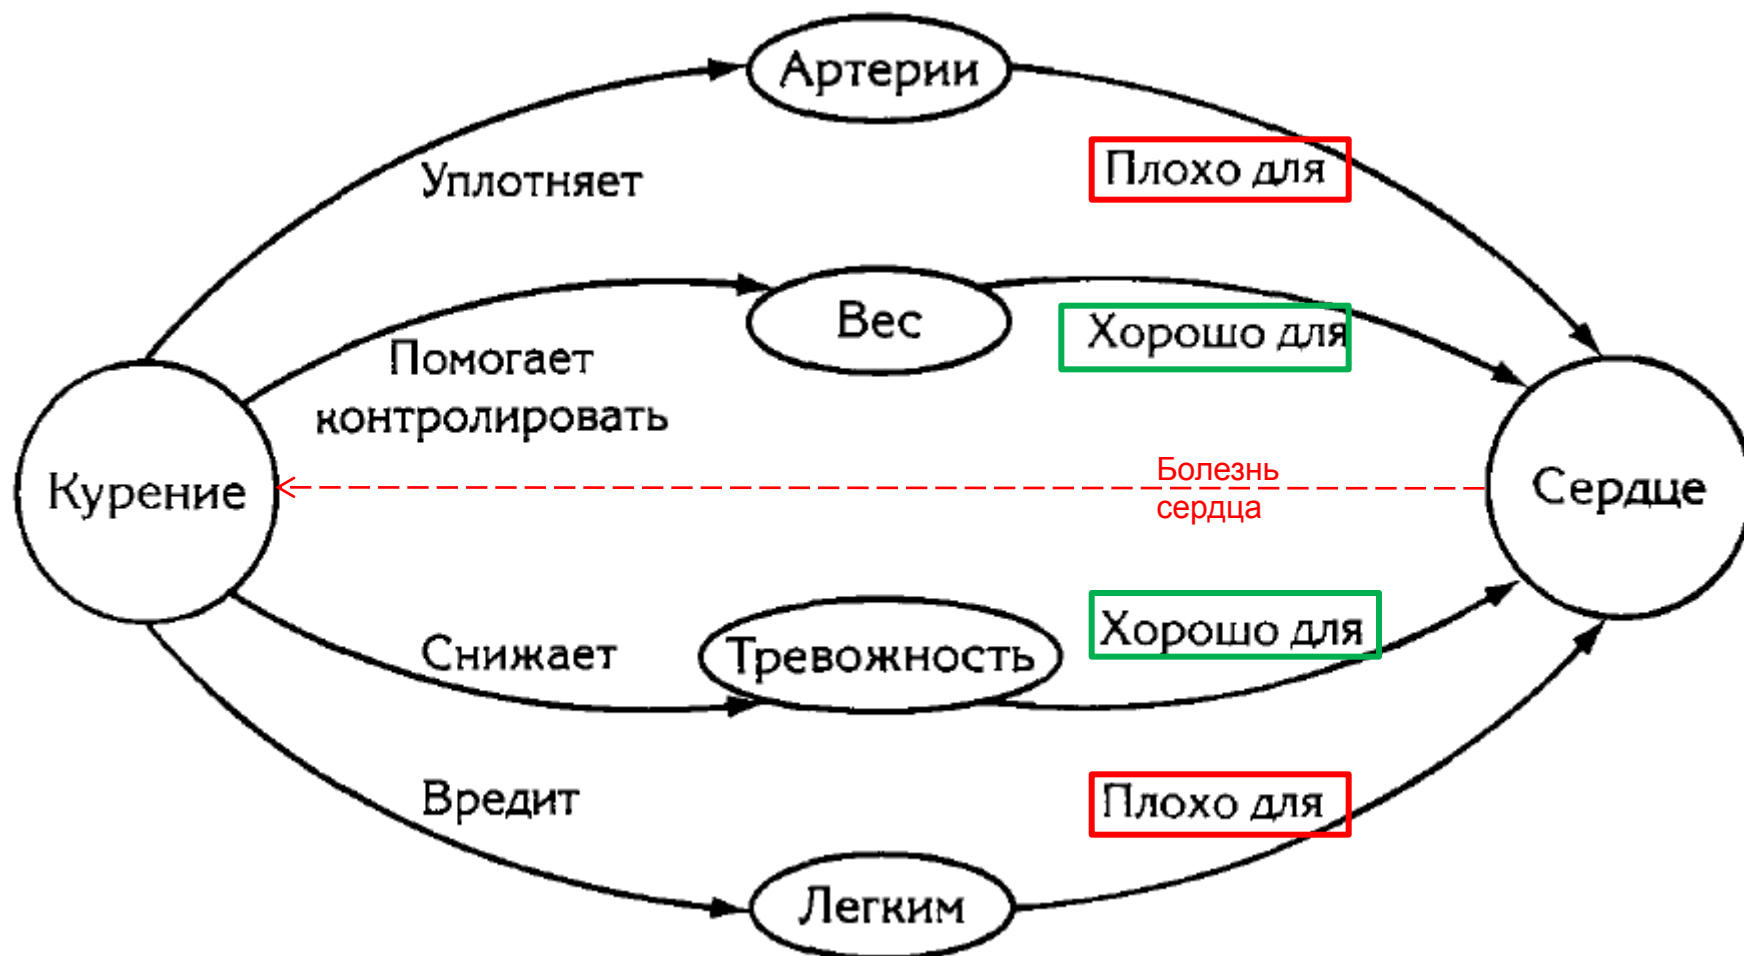 Артерии
Уплотняет
Плохо для
Вес
Хорошо для
Помогает
контролировать
Болезнь
сердца
Курение
Сердце
Снижает
Тревожность
Хорошо для
Вредит
Плохо для
Легким